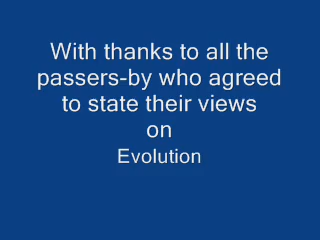 With thanks to all the
passers-by who agreed
to state their views
on
Evolution